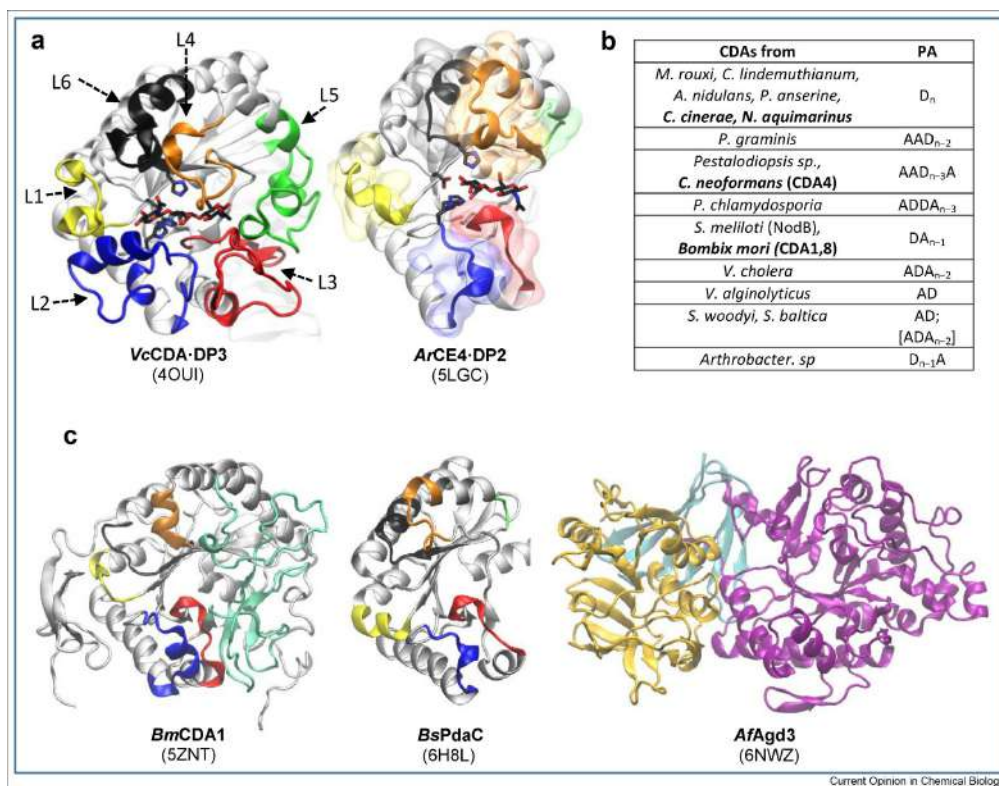 a
L4
L6
L5
L1
L2
L3
VcCDA·DP3
(4OUI)
ArCE4·DP2
(5LGC)
b
CDAs from PA
M. rouxi, C. lindemuthianum,
A. nidulans, P. anserine,
C. cinerae, N. aquimarinus
Dn
P. graminis AADn–2
Pestalodiopsis sp.,
C. neoformans (CDA4)
AADn–3A
P. chlamydosporia ADDAn–3
S. meliloti (NodB),
Bombix mori (CDA1,8)
DAn–1
V. cholera ADAn–2
V. alginolyticus AD
S. woodyi, S. baltica AD;
[ADAn–2]
Arthrobacter. sp Dn–1A
c
BmCDA1
(5ZNT)
BsPdaC
(6H8L)
AfAgd3
(6NWZ)
Current Opinion in Chemical Biology